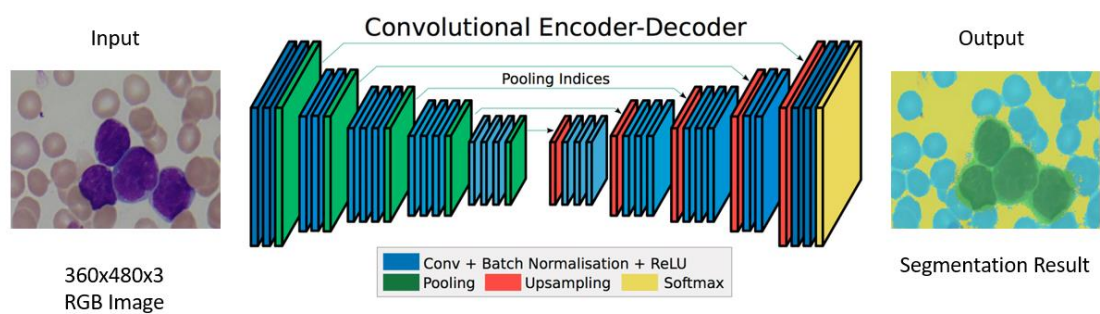 Input
Convolutional Encoder-Decoder
Output
Pooling Indices
360x480x3
RGB Image
Conv + Batch Normalisation + ReLU
Pooling Upsampling Softmax
Segmentation Result